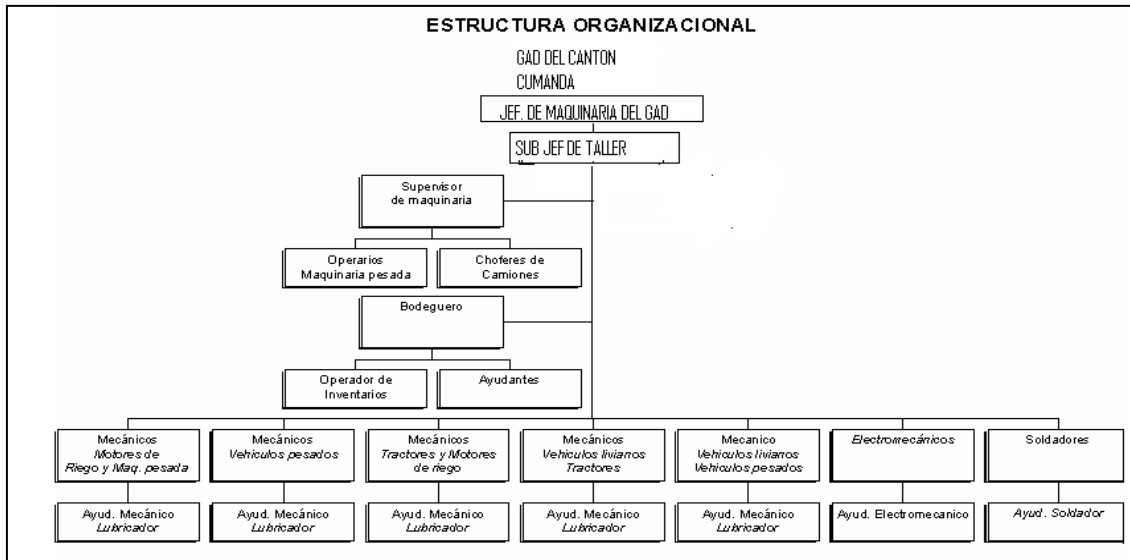 ESTRUCTURA ORGANIZACIONAL
GAD DEL CANTON
CUMANDA
JEF. DE MAQUINARIA DEL GAD
SUB JEF DE TALLER
Supervisor
de maquinaria
Operarios
Maquinaria pesada
Choferes de
Camiones
Bodeguero
Operador de
Inventarios
Ayudantes
Mecánicos
Motores de
Riego y Maq. pesada
Mecánicos
Vehiculos pesados
Mecánicos
Tractores y Motores
de riego
Mecánicos
Vehiculos livianos
Tractores
Mecanico
Vehiculos livianos
Vehiculos pesados
Electromecánicos
Soldadores
Ayud. Mecánico
Lubricador
Ayud. Mecánico
Lubricador
Ayud. Mecánico
Lubricador
Ayud. Mecánico
Lubricador
Ayud. Mecánico
Lubricador
Ayud. Electromecanico
Ayud. Soldador